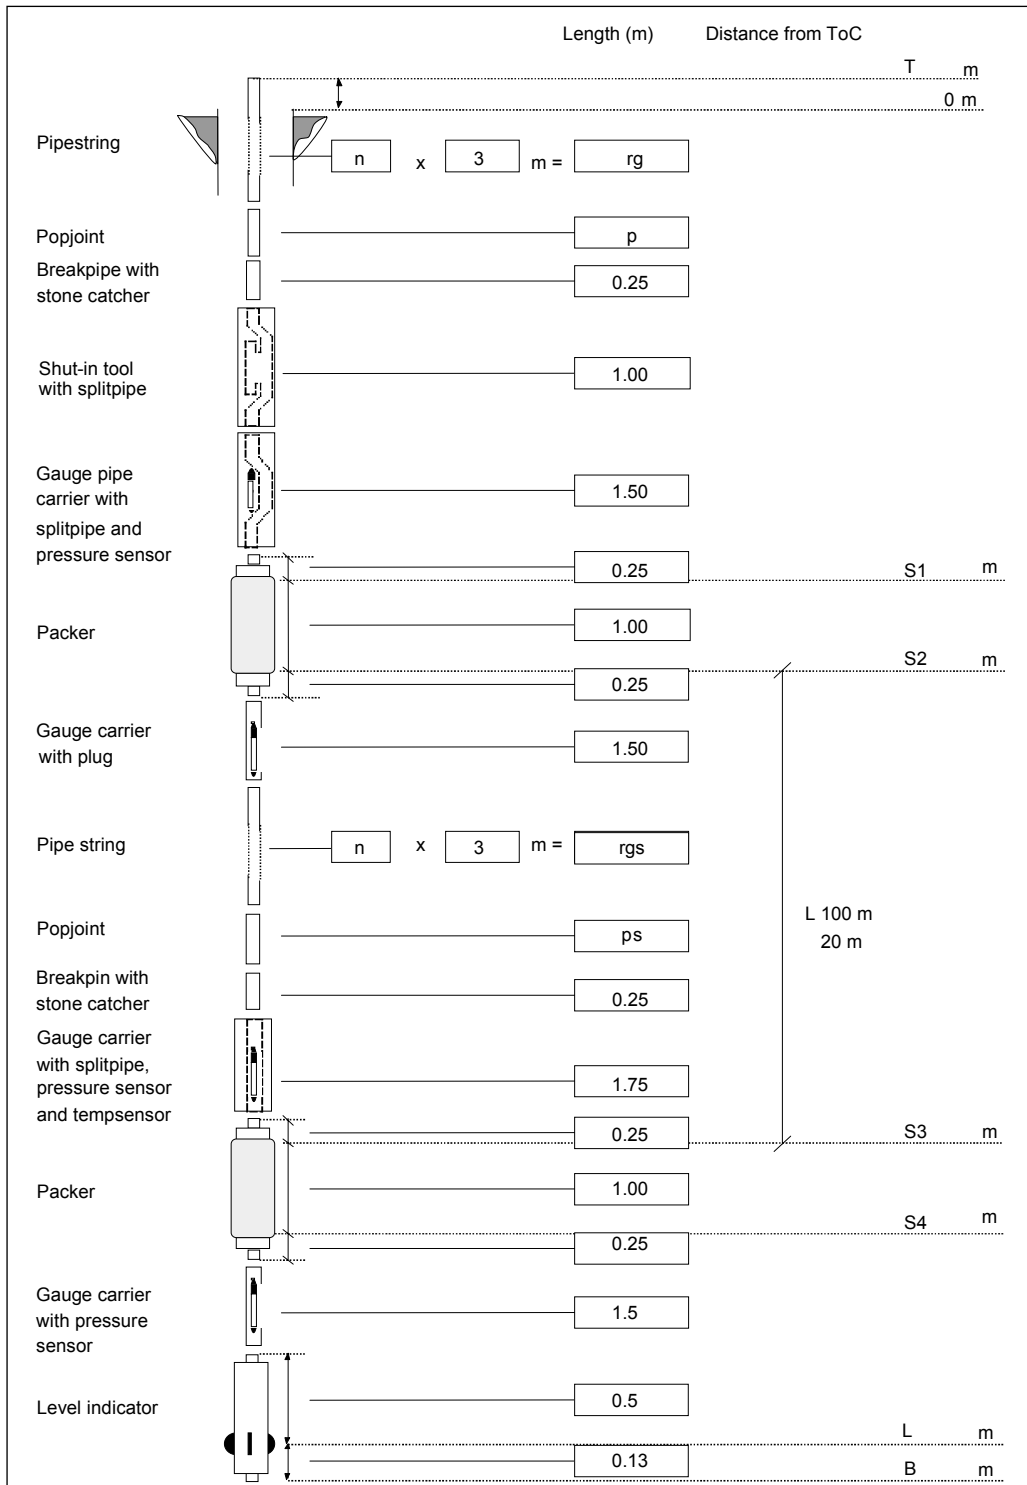 Length (m) Distance from ToC
T m
0 m
Pipestring n x 3 m = rg
Popjoint p
Breakpipe with
stone catcher 0.25
Shut-in tool
with splitpipe 1.00
Gauge pipe
carrier with 1.50
splitpipe and
pressure sensor
0.25 S1 m
Packer 1.00
S2 m
0.25
Gauge carrier
with plug 1.50
Pipe string n x 3 m = rgs
L 100 m
20 m
Popjoint ps
Breakpin with
stone catcher 0.25
Gauge carrier
with splitpipe,
pressure sensor 1.75
and tempsensor
0.25 S3 m
Packer 1.00
S4 m
0.25
Gauge carrier
with pressure 1.5
sensor
Level indicator 0.5
L m
0.13
B m